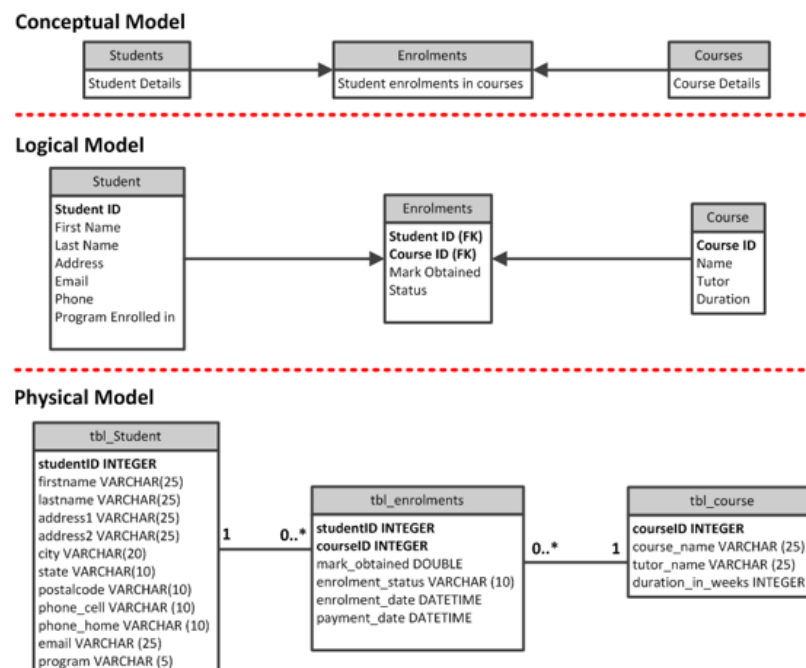 Conceptual Model
Students
Student Details
Enrolments
Student enrolments in courses
Courses
Course Details
Logical Model
Student
Student ID
First Name
Last Name
Address
Email
Phone
Program Enrolled in
Enrolments
Student ID (FK)
Course ID (FK)
Mark Obtained
Status
Course
Course ID
Name
Tutor
Duration
Physical Model
tbl_Student
studentID INTEGER
firstname VARCHAR(25)
lastname VARCHAR(25)
address1 VARCHAR(25)
address2 VARCHAR(25)
city VARCHAR(20)
state VARCHAR(10)
postalcode VARCHAR(10)
phone_cell VARCHAR (10)
phone_home VARCHAR (10)
email VARCHAR (25)
program VARCHAR (5)
1
0..*
tbl_enrolments
studentID INTEGER
courseID INTEGER
mark_obtained DOUBLE
enrolment_status VARCHAR (10)
enrolment_date DATETIME
payment_date DATETIME
0..*
1
tbl_course
courseID INTEGER
course_name VARCHAR (25)
tutor_name VARCHAR (25)
duration_in_weeks INTEGER